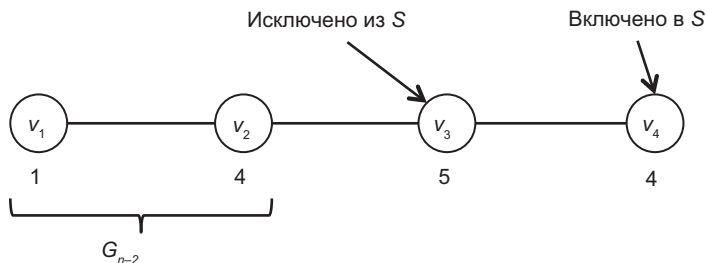 Исключено из S
Включено в S
v₁ v₂ v₃ v₄
1 4 5 4
Gₙ₋₂